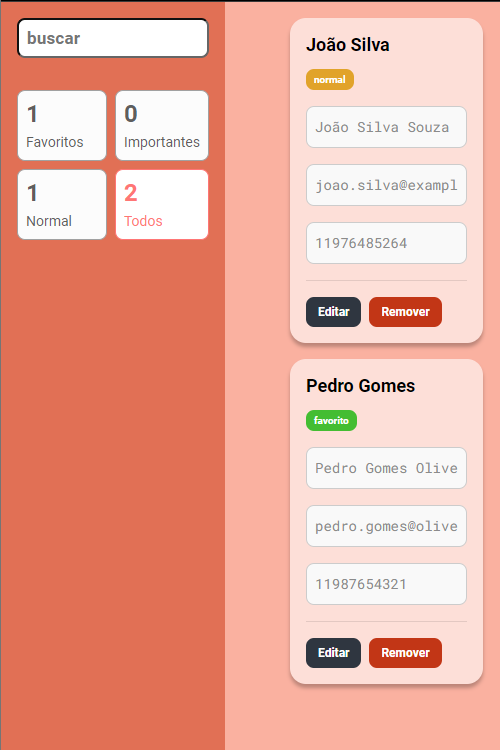 buscar
1
Favoritos
0
Importantes
1
Normal
2
Todos
João Silva
normal
João Silva Souza
joao.silva@exampl
11976485264
Editar
Remover
Pedro Gomes
favorito
Pedro Gomes Olive
pedro.gomes@olive
11987654321
Editar
Remover